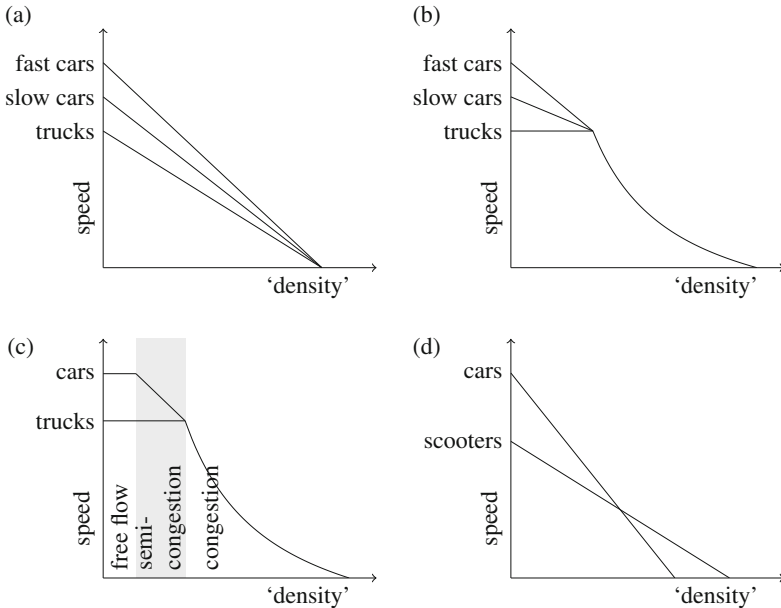 (a)
fast cars
slow cars
trucks
speed
‘density’
(b)
fast cars
slow cars
trucks
speed
‘density’
(c)
cars
trucks
speed
free flow
semi-
congestion
congestion
‘density’
(d)
cars
scooters
speed
‘density’